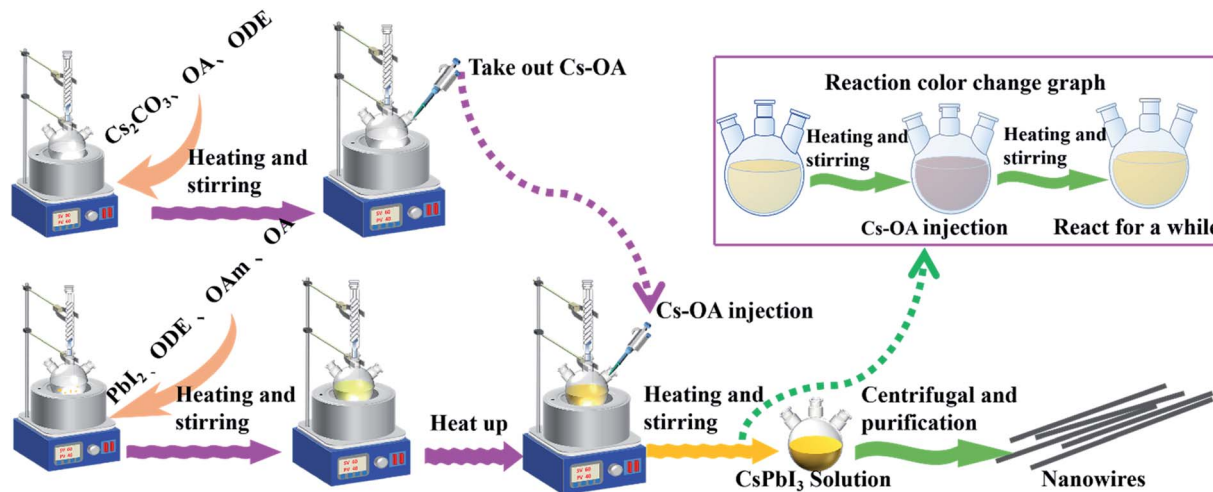 Cs₂CO₃、OA、ODE
Take out Cs-OA
Heating and
stirring
Reaction color change graph
Heating and
stirring
Heating and
stirring
Cs-OA injection
React for a while
PbI₂、ODE、OAm、OA
Heating and
stirring
Heat up
Cs-OA injection
Heating and
stirring
CsPbI₃ Solution
Centrifugal and
purification
Nanowires